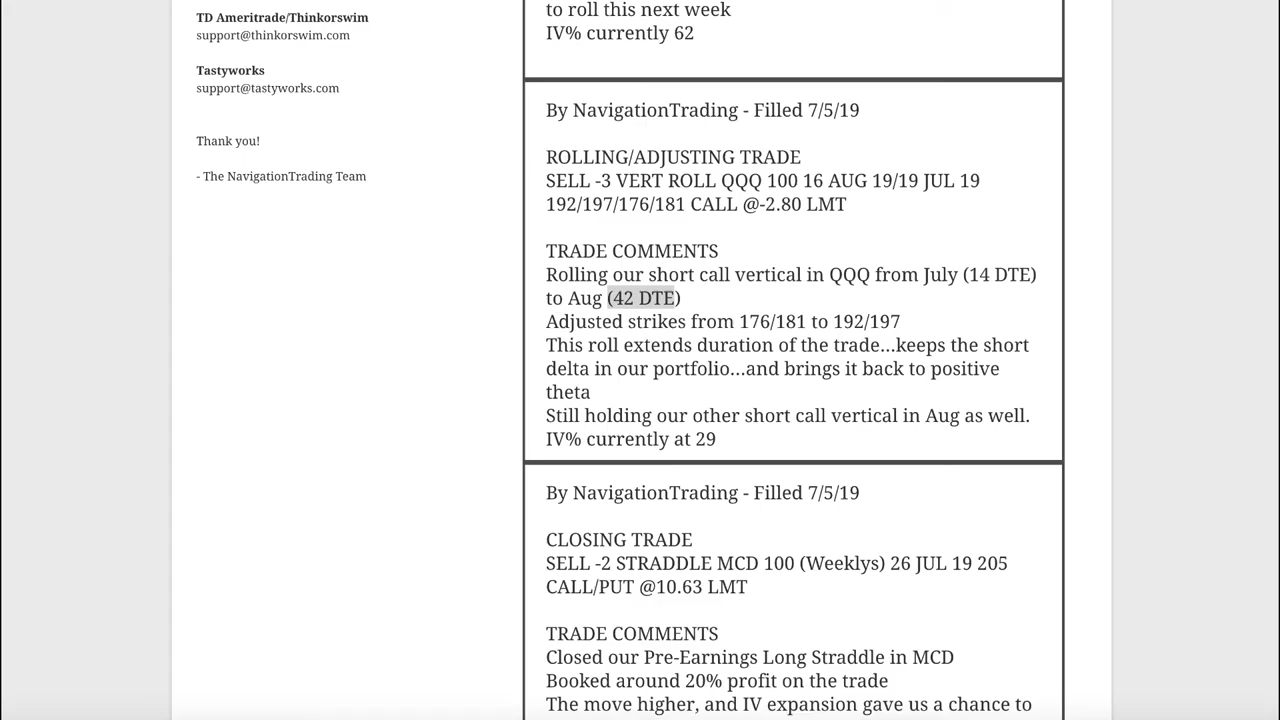 TD Ameritrade/Thinkorswim
support@thinkorswim.com
Tastyworks
support@tastyworks.com
Thank you!
- The NavigationTrading Team
to roll this next week
IV% currently 62
By NavigationTrading - Filled 7/5/19
ROLLING/ADJUSTING TRADE
SELL -3 VERT ROLL QQQ 100 16 AUG 19/19 JUL 19
192/197/176/181 CALL @-2.80 LMT
TRADE COMMENTS
Rolling our short call vertical in QQQ from July (14 DTE)
to Aug (42 DTE)
Adjusted strikes from 176/181 to 192/197
This roll extends duration of the trade...keeps the short
delta in our portfolio...and brings it back to positive
theta
Still holding our other short call vertical in Aug as well.
IV% currently at 29
By NavigationTrading - Filled 7/5/19
CLOSING TRADE
SELL -2 STRADDLE MCD 100 (Weeklys) 26 JUL 19 205
CALL/PUT @10.63 LMT
TRADE COMMENTS
Closed our Pre-Earnings Long Straddle in MCD
Booked around 20% profit on the trade
The move higher, and IV expansion gave us a chance to